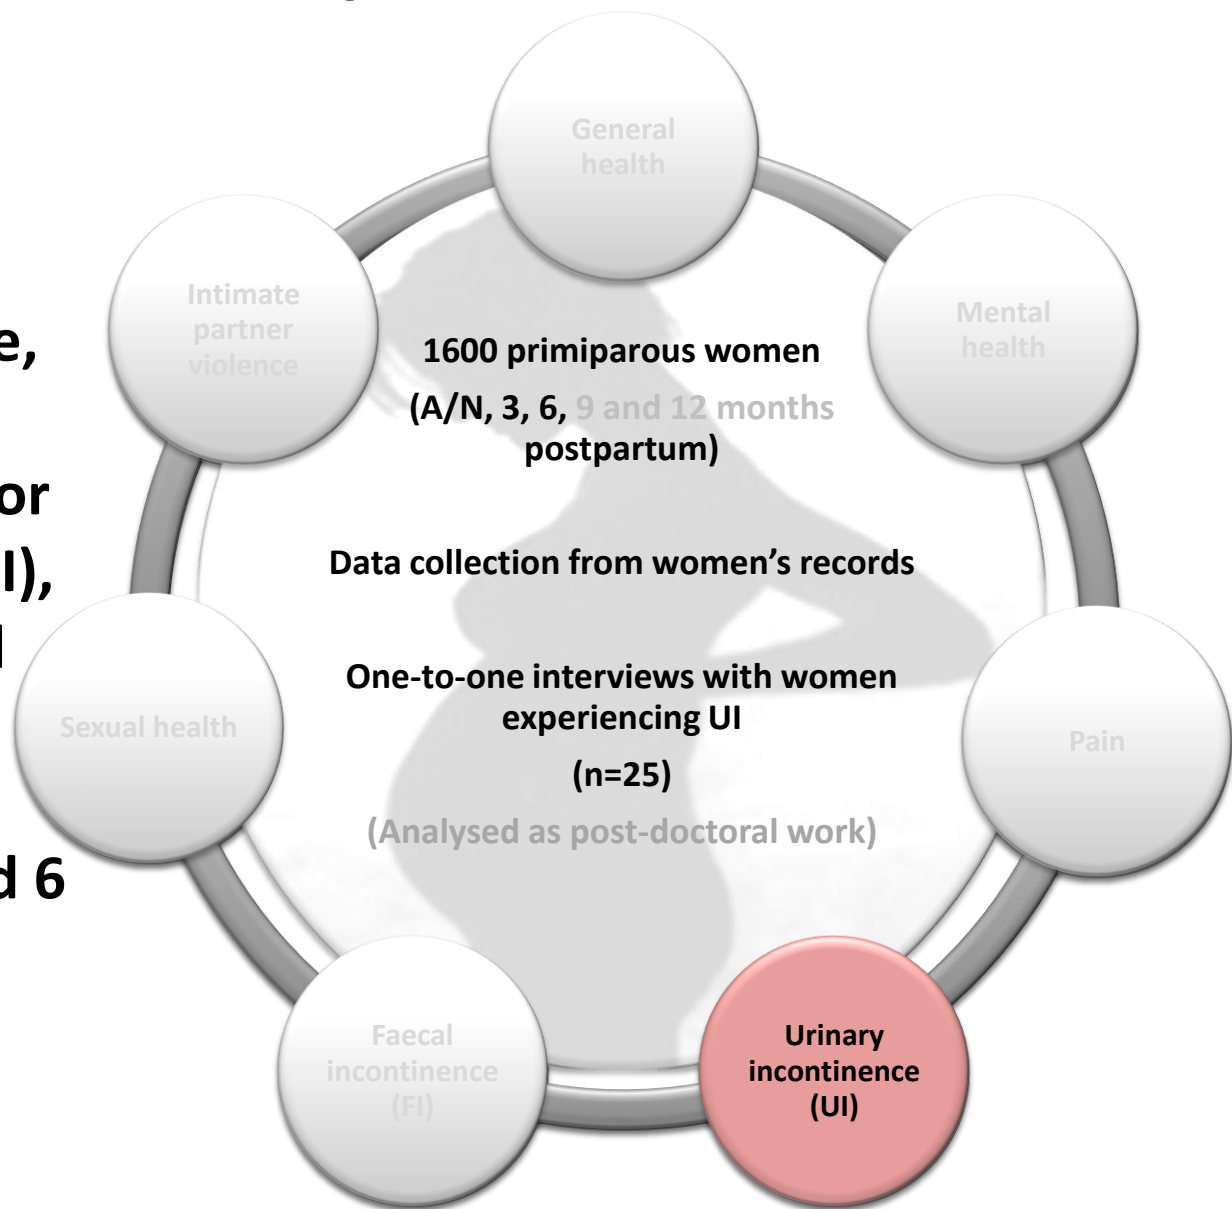 General
health
Intimate
partner
violence
Mental
health
e,
1600 primiparous women
(A/N, 3, 6, 9 and 12 months
postpartum)
or
I),
Data collection from women’s records
One-to-one interviews with women
experiencing UI
(n=25)
(Analysed as post-doctoral work)
Sexual health
Pain
d 6
Faecal
incontinence
(FI)
Urinary
incontinence
(UI)